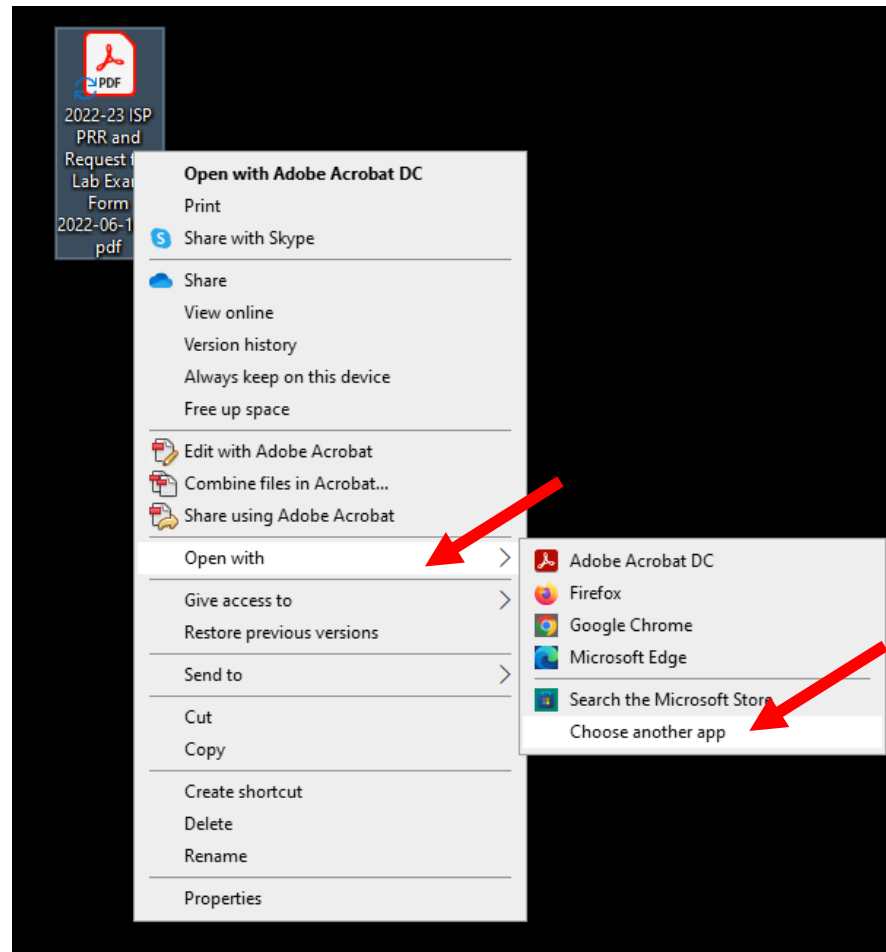 PDF
2022-23 ISP
PRR and
Request
Lab Exa
Form
2022-06-1
pdf
Open with Adobe Acrobat DC
Print
S Share with Skype
Share
View online
Version history
Always keep on this device
Free up space
Edit with Adobe Acrobat
Combine files in Acrobat...
Share using Adobe Acrobat
Open with
Give access to
Restore previous versions
Send to
Cut
Copy
Create shortcut
Delete
Rename
Properties
Adobe Acrobat DC
Firefox
Google Chrome
Microsoft Edge
Search the Microsoft Store
Choose another app